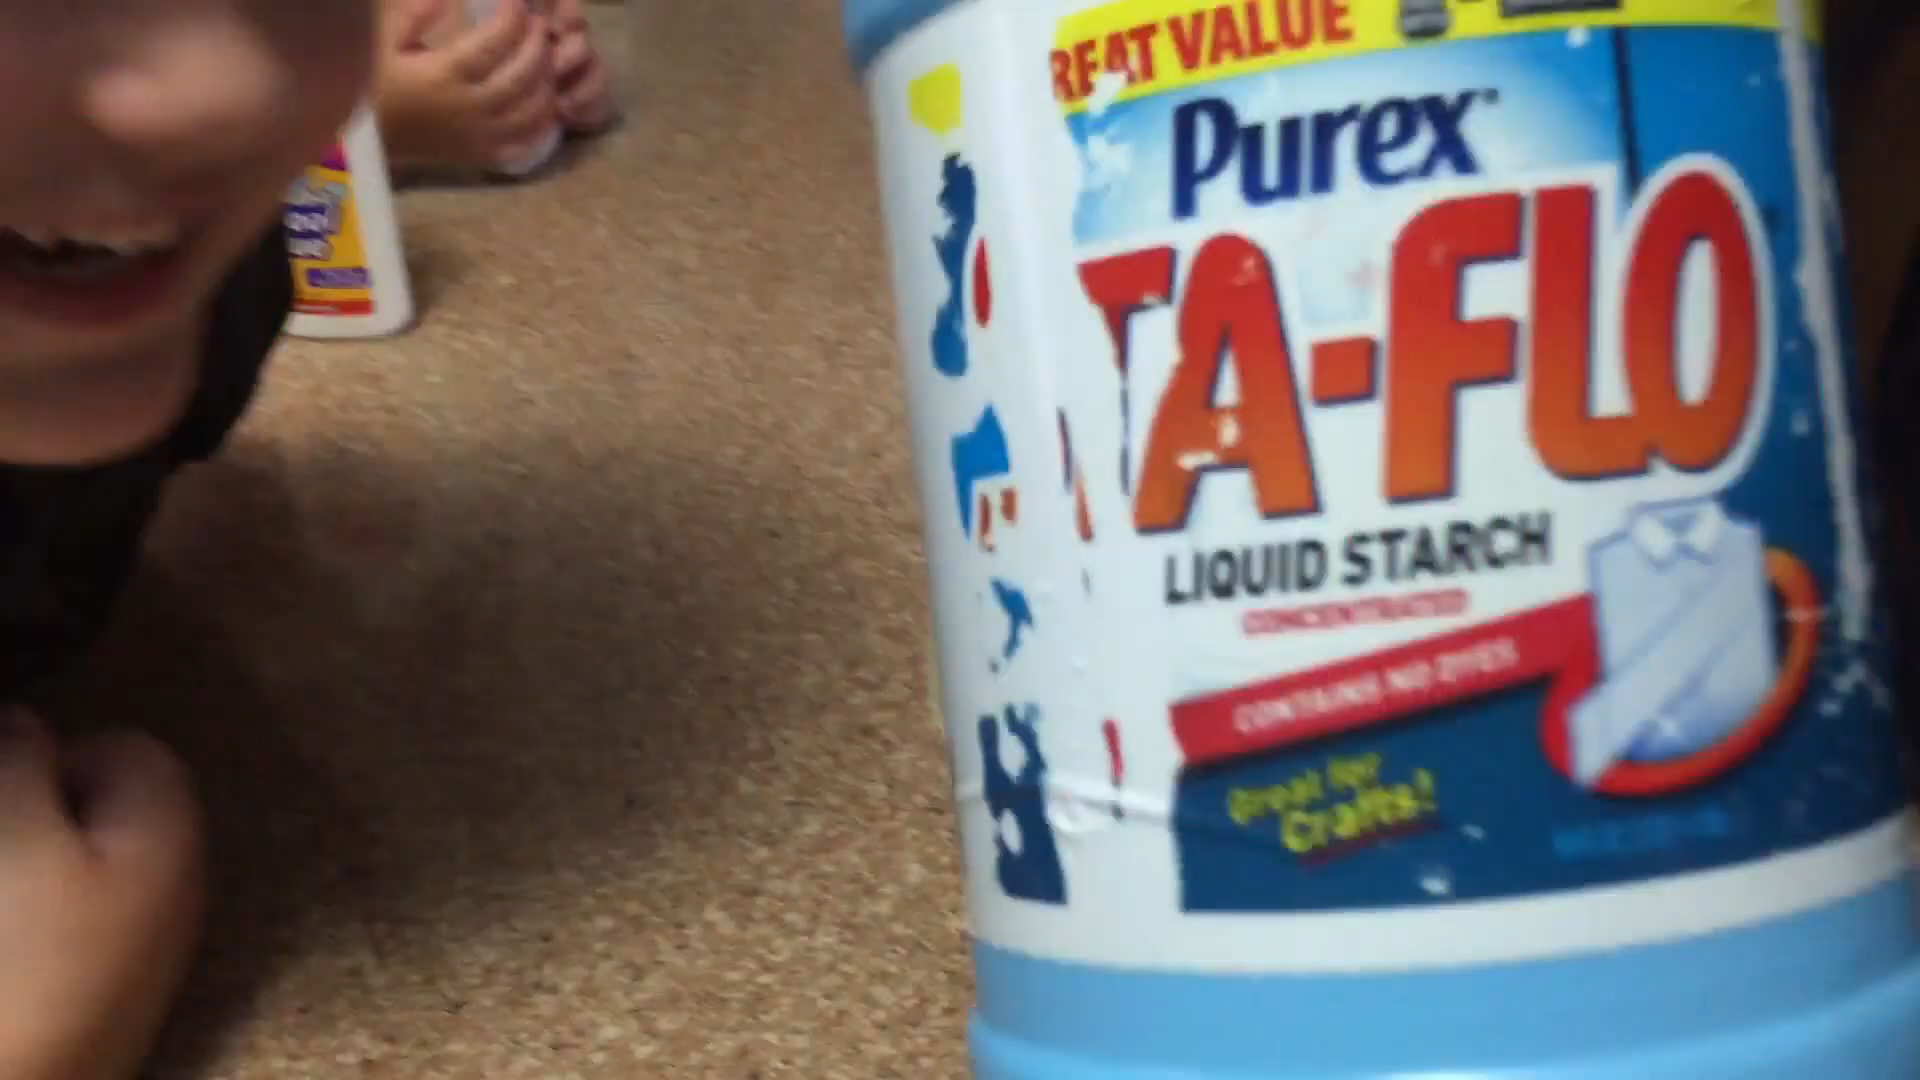 REAT VALUE
Purex
TA-FLO
LIQUID STARCH
CONTAINS NO DYES
Great for
Crafts!